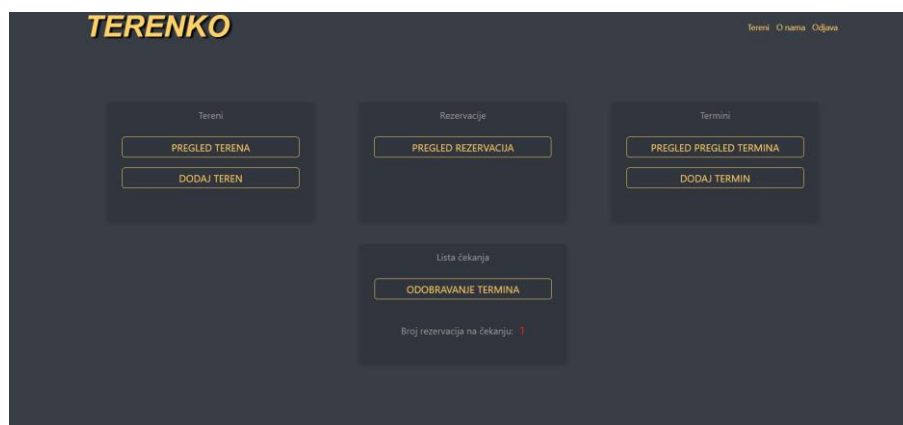 TERENKO
Tereni O nama Odjava
Tereni
PREGLED TERENA
DODAJ TEREN
Rezervacije
PREGLED REZERVACIJA
Termini
PREGLED PREGLED TERMINA
DODAJ TERMIN
Lista čekanja
ODOBRAVANJE TERMINA
Broj rezervacija na čekanju: 1